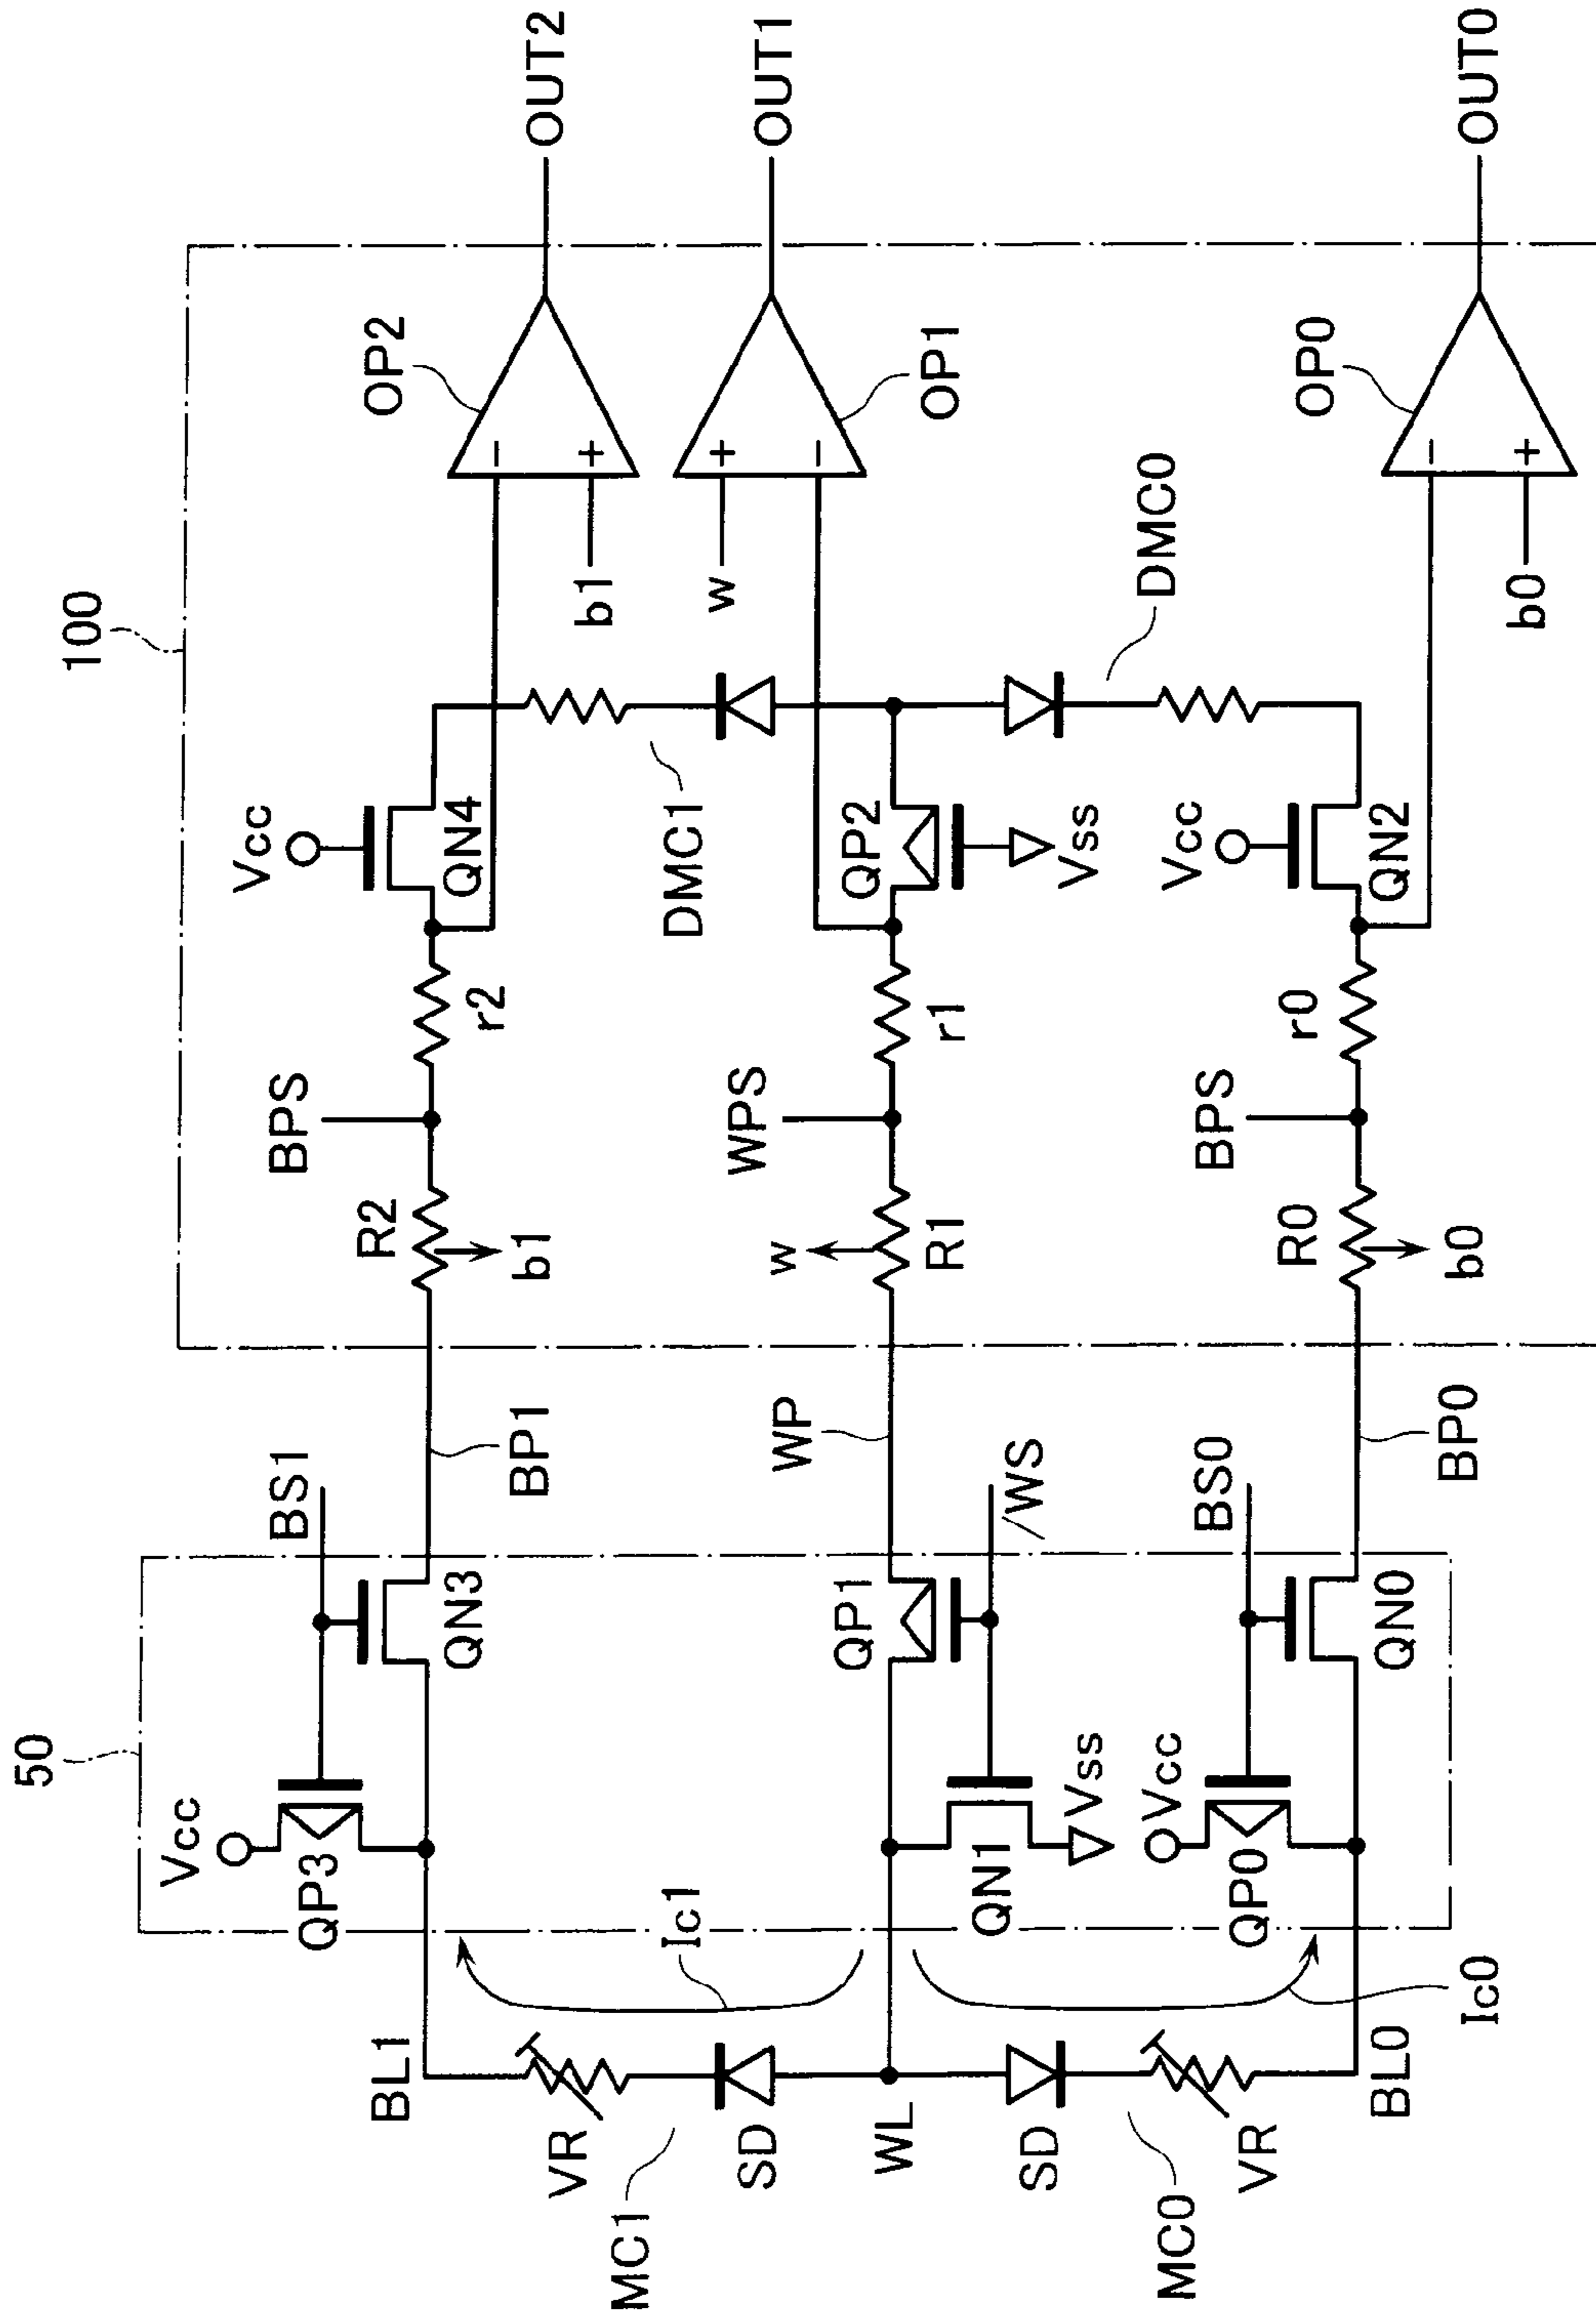 50
100
Vcc
QP3
BS1
QN3
BP1
R2
b1
BPS
r2
Vcc
QN4
OP2
-
+
b1
OUT2
BL1
VR
MC1
SD
Ic1
DMC1
WL
QP1
QN1
Vss
/WS
WP
w
R1
WPS
r1
QP2
Vss
w
+
-
OP1
OUT1
SD
MC0
VR
BL0
Ic0
Vcc
QP0
BS0
QN0
BP0
R0
b0
BPS
r0
Vcc
QN2
DMC0
OP0
-
+
b0
OUT0